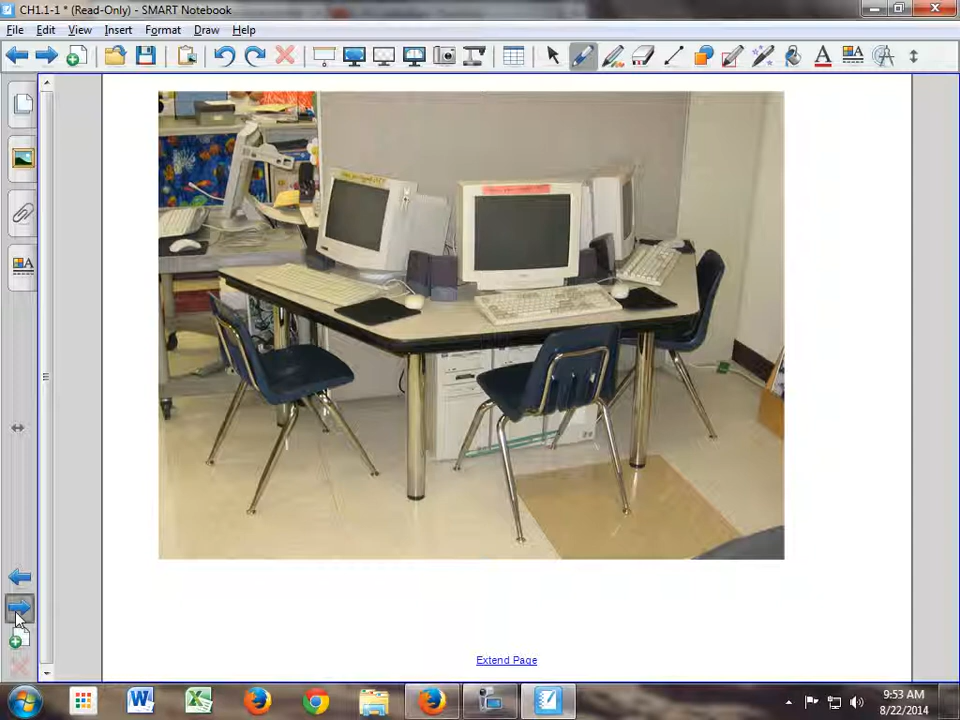 CH1.1-1 * (Read-Only) - SMART Notebook
File Edit View Insert Format Draw Help
Extend Page
9:53 AM
8/22/2014